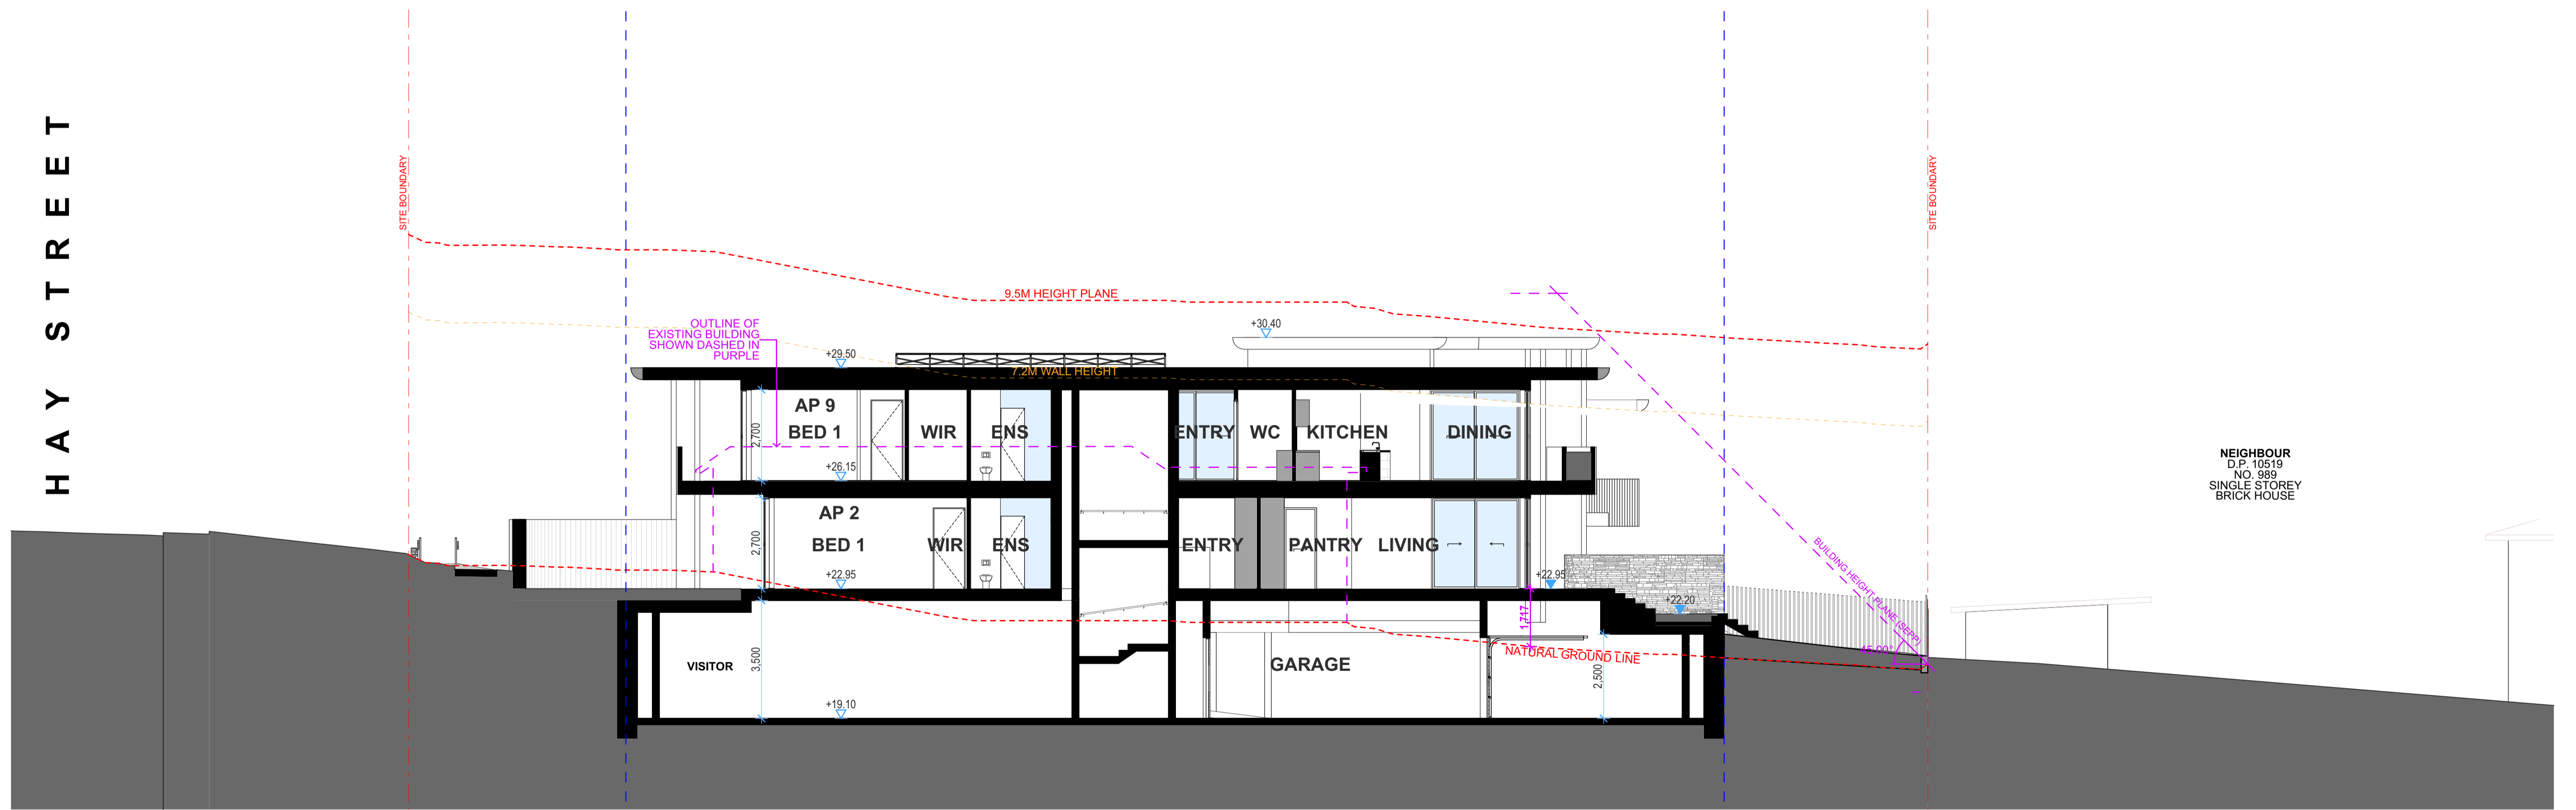 HAY STREET
SITE BOUNDARY
SITE BOUNDARY
9.5M HEIGHT PLANE
OUTLINE OF
EXISTING BUILDING
SHOWN DASHED IN
PURPLE
+30.40
+29.50
7.2M WALL HEIGHT
AP 9
BED 1
WIR
ENS
ENTRY
WC
KITCHEN
DINING
2,700
+26.15
AP 2
BED 1
WIR
ENS
ENTRY
PANTRY
LIVING
2,700
+22.95
+22.95
+22.20
1,717
BUILDING HEIGHT PLANE (SEPP)
45.00°
NATURAL GROUND LINE
VISITOR
3,500
GARAGE
2,500
+19.10
NEIGHBOUR
D.P. 10519
NO. 989
SINGLE STOREY
BRICK HOUSE